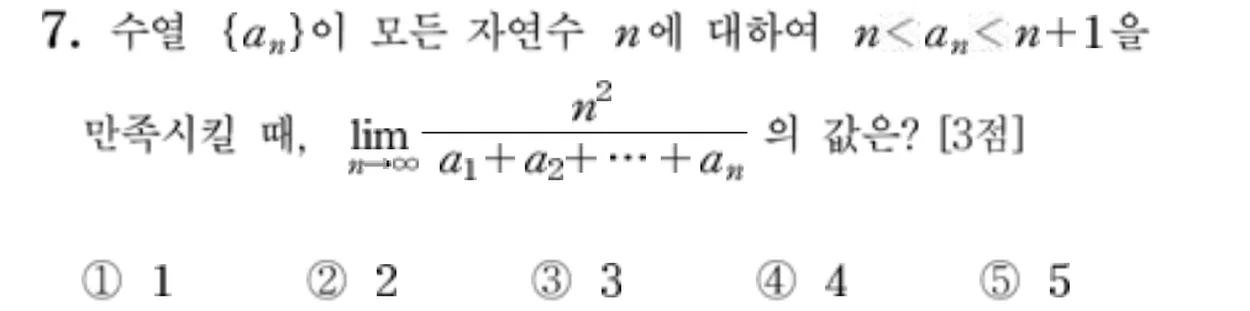 7. 수열 {aₙ}이 모든 자연수 n에 대하여 n<aₙ<n+1을
만족시킬 때, lim_{n→∞} n²/(a₁+a₂+⋯+aₙ) 의 값은? [3점]
① 1 ② 2 ③ 3 ④ 4 ⑤ 5